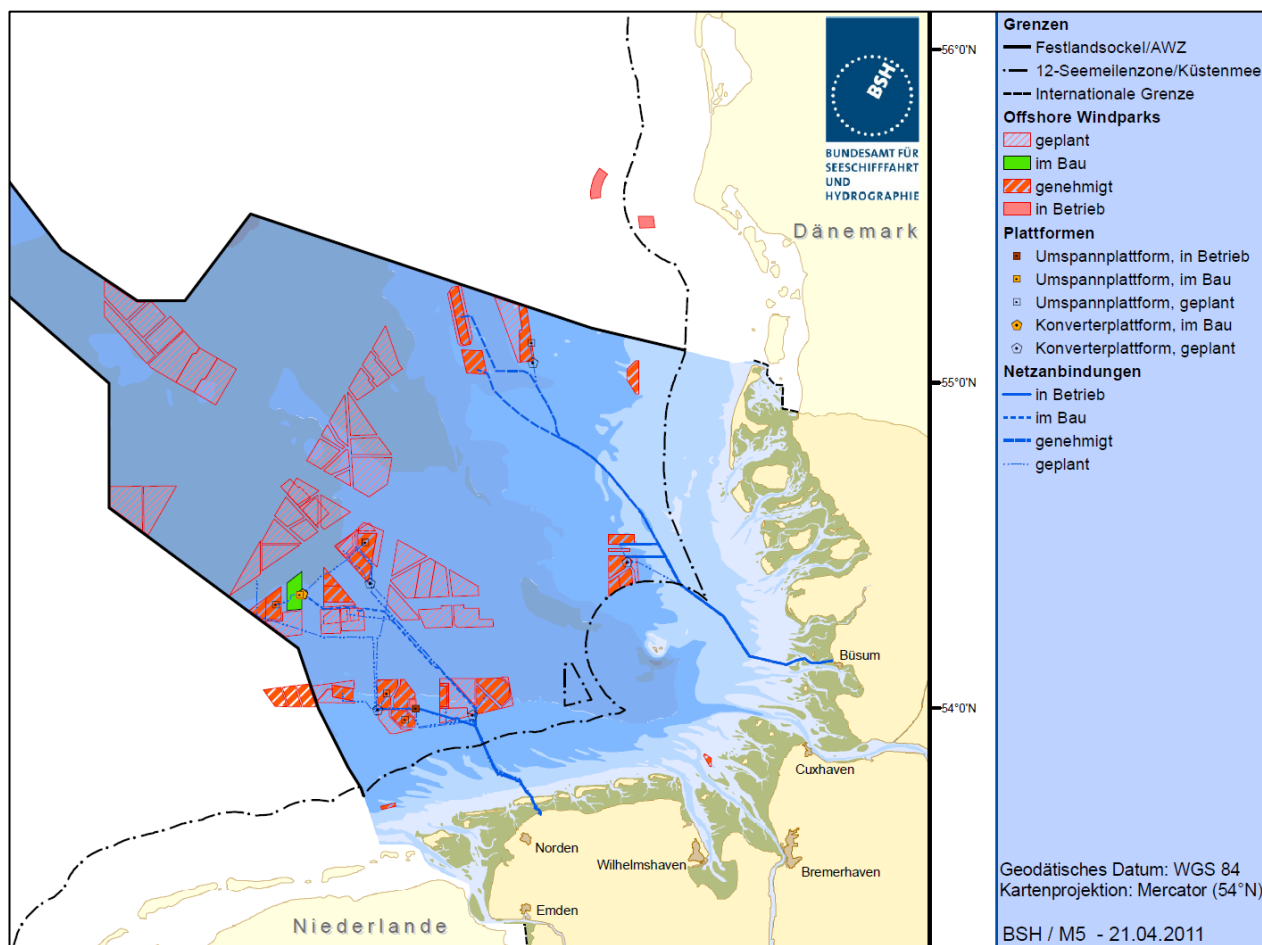 BSH
BUNDESAMT FÜR
SEESCHIFFFAHRT
UND
HYDROGRAPHIE
Dänemark
Büsum
Cuxhaven
Norden
Wilhelmshaven
Bremerhaven
Emden
Niederlande
56°0'N
55°0'N
54°0'N
Grenzen
Festlandsockel/AWZ
12-Seemeilenzone/Küstenmee
Internationale Grenze
Offshore Windparks
geplant
im Bau
genehmigt
in Betrieb
Plattformen
Umspannplattform, in Betrieb
Umspannplattform, im Bau
Umspannplattform, geplant
Konverterplattform, im Bau
Konverterplattform, geplant
Netzanbindungen
in Betrieb
im Bau
genehmigt
geplant
Geodätisches Datum: WGS 84
Kartenprojektion: Mercator (54°N)
BSH / M5 - 21.04.2011